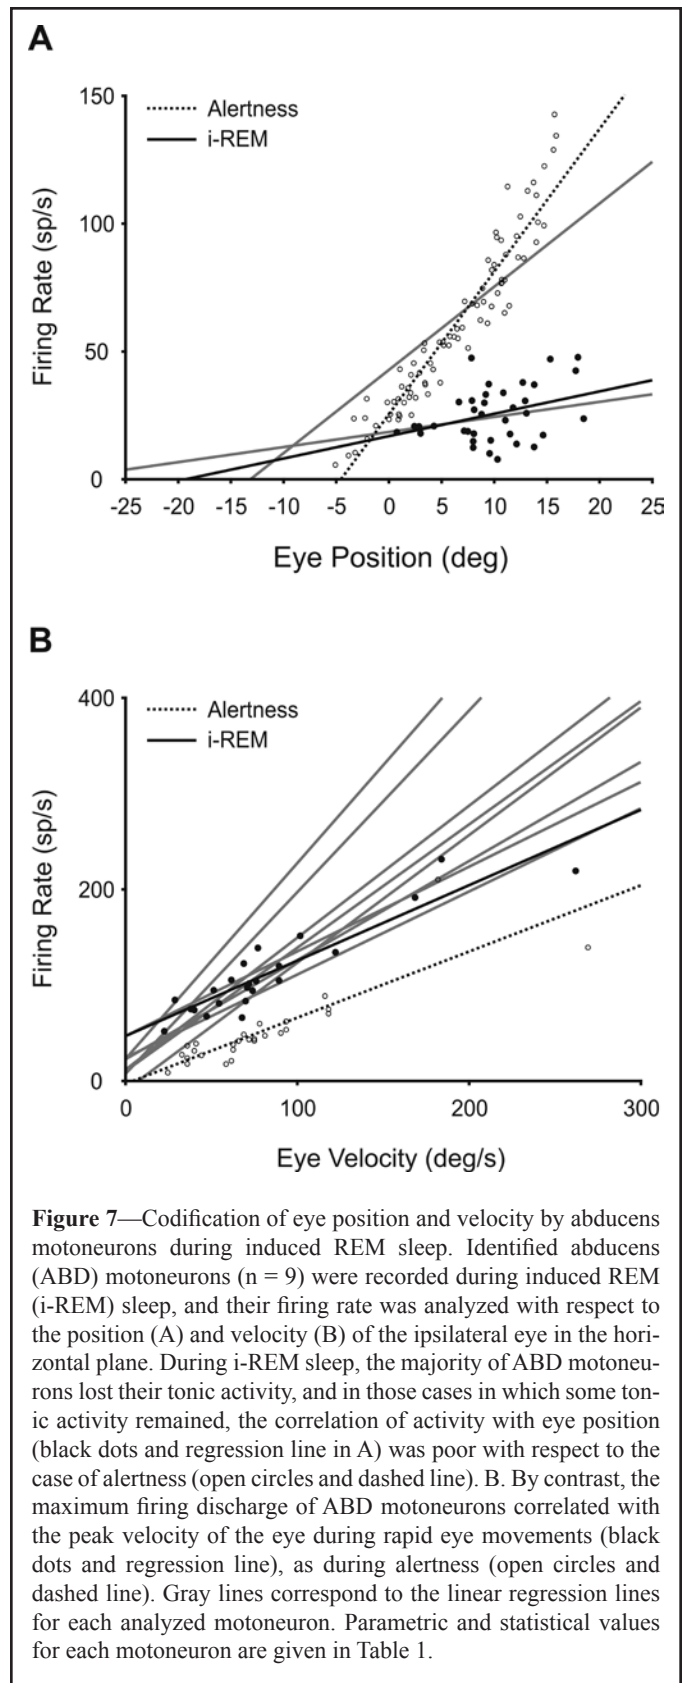 A
Alertness
i-REM
150
100
50
0
Firing Rate (sp/s)
-25 -20 -15 -10 -5 0 5 10 15 20 25
Eye Position (deg)
B
Alertness
i-REM
400
200
0
Firing Rate (sp/s)
0 100 200 300
Eye Velocity (deg/s)
Figure 7—Codification of eye position and velocity by abducens
motoneurons during induced REM sleep. Identified abducens
(ABD) motoneurons (n = 9) were recorded during induced REM
(i-REM) sleep, and their firing rate was analyzed with respect to
the position (A) and velocity (B) of the ipsilateral eye in the hori-
zontal plane. During i-REM sleep, the majority of ABD motoneu-
rons lost their tonic activity, and in those cases in which some ton-
ic activity remained, the correlation of activity with eye position
(black dots and regression line in A) was poor with respect to the
case of alertness (open circles and dashed line). B. By contrast, the
maximum firing discharge of ABD motoneurons correlated with
the peak velocity of the eye during rapid eye movements (black
dots and regression line), as during alertness (open circles and
dashed line). Gray lines correspond to the linear regression lines
for each analyzed motoneuron. Parametric and statistical values
for each motoneuron are given in Table 1.